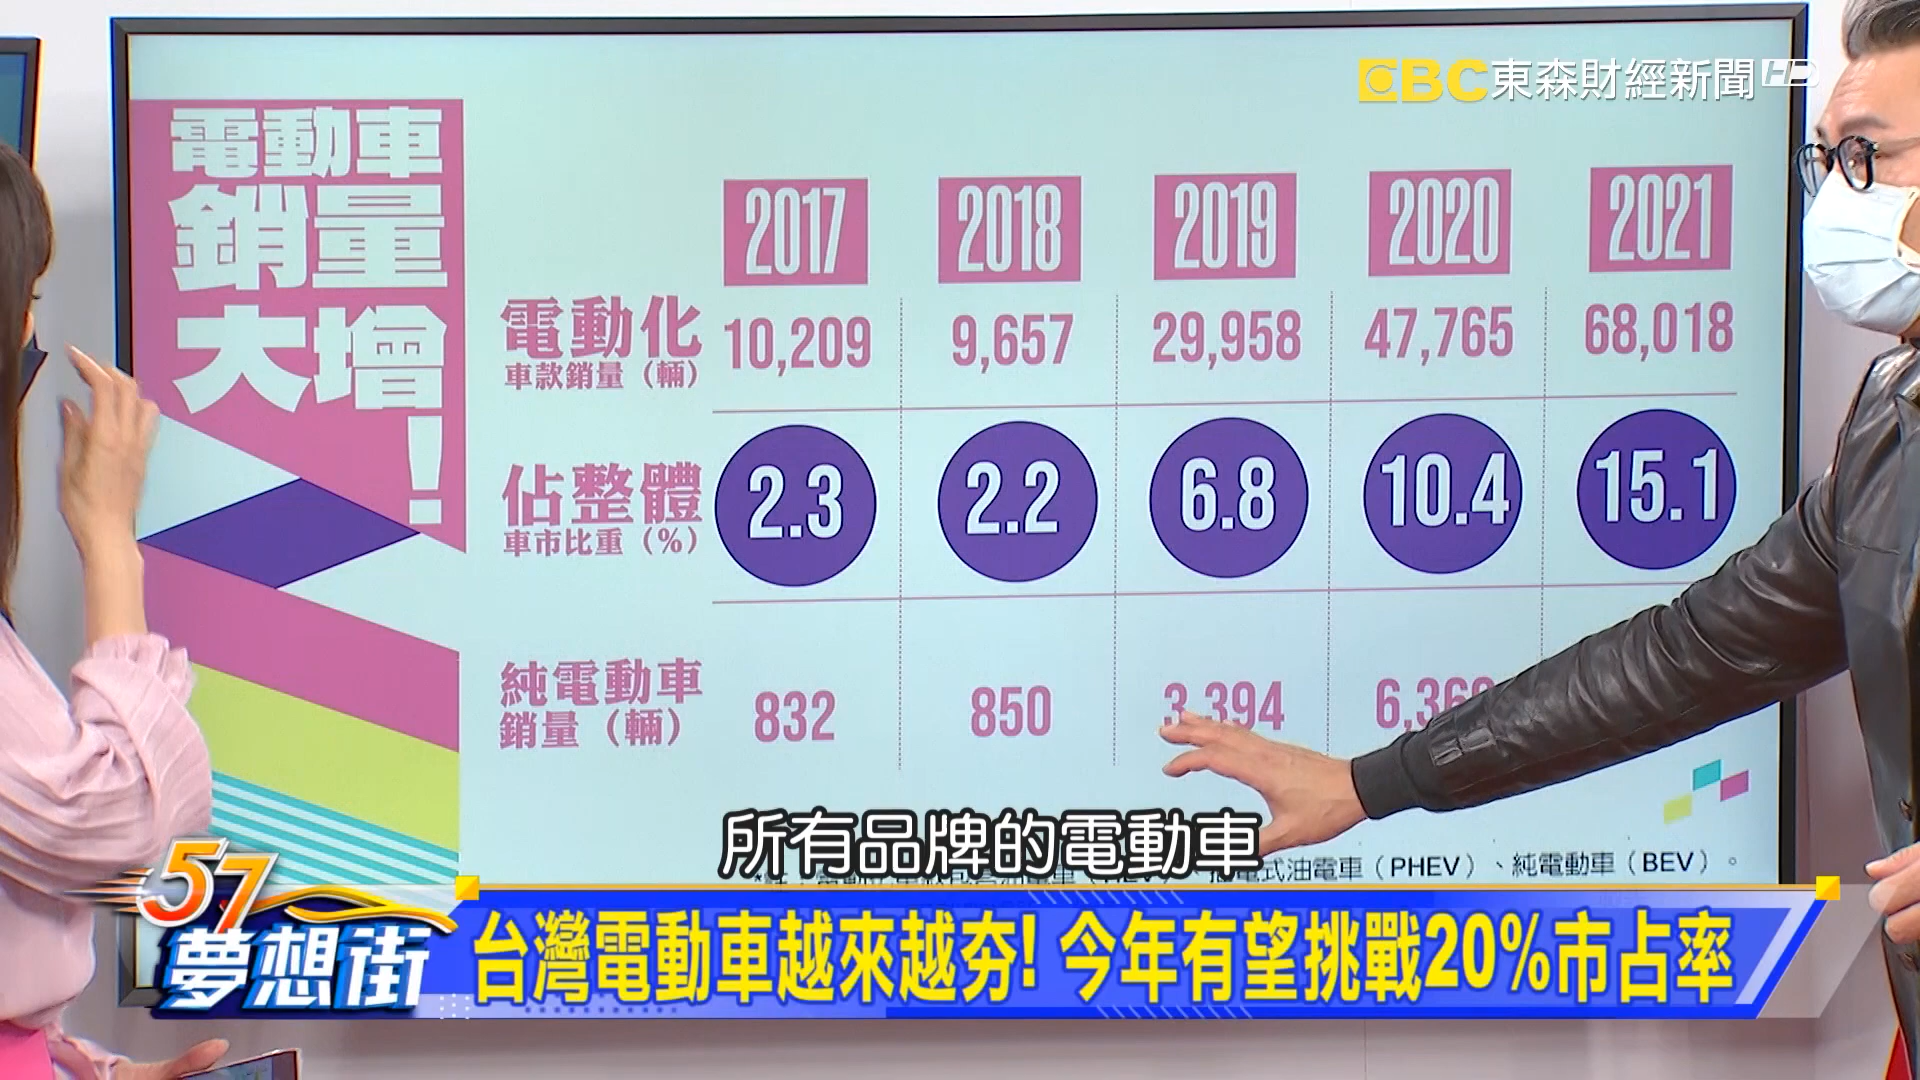 EBC 東森財經新聞 HD
電動車
銷量
大增!
2017 2018 2019 2020 2021
電動化 10,209 9,657 29,958 47,765 68,018
車款銷量（輛）
佔整體 2.3 2.2 6.8 10.4 15.1
車市比重（%）
純電動車 832 850 3,394
銷量（輛）
所有品牌的電動車
式油電車（PHEV）、純電動車（BEV）。
57
夢想街
台灣電動車越來越夯! 今年有望挑戰20%市占率